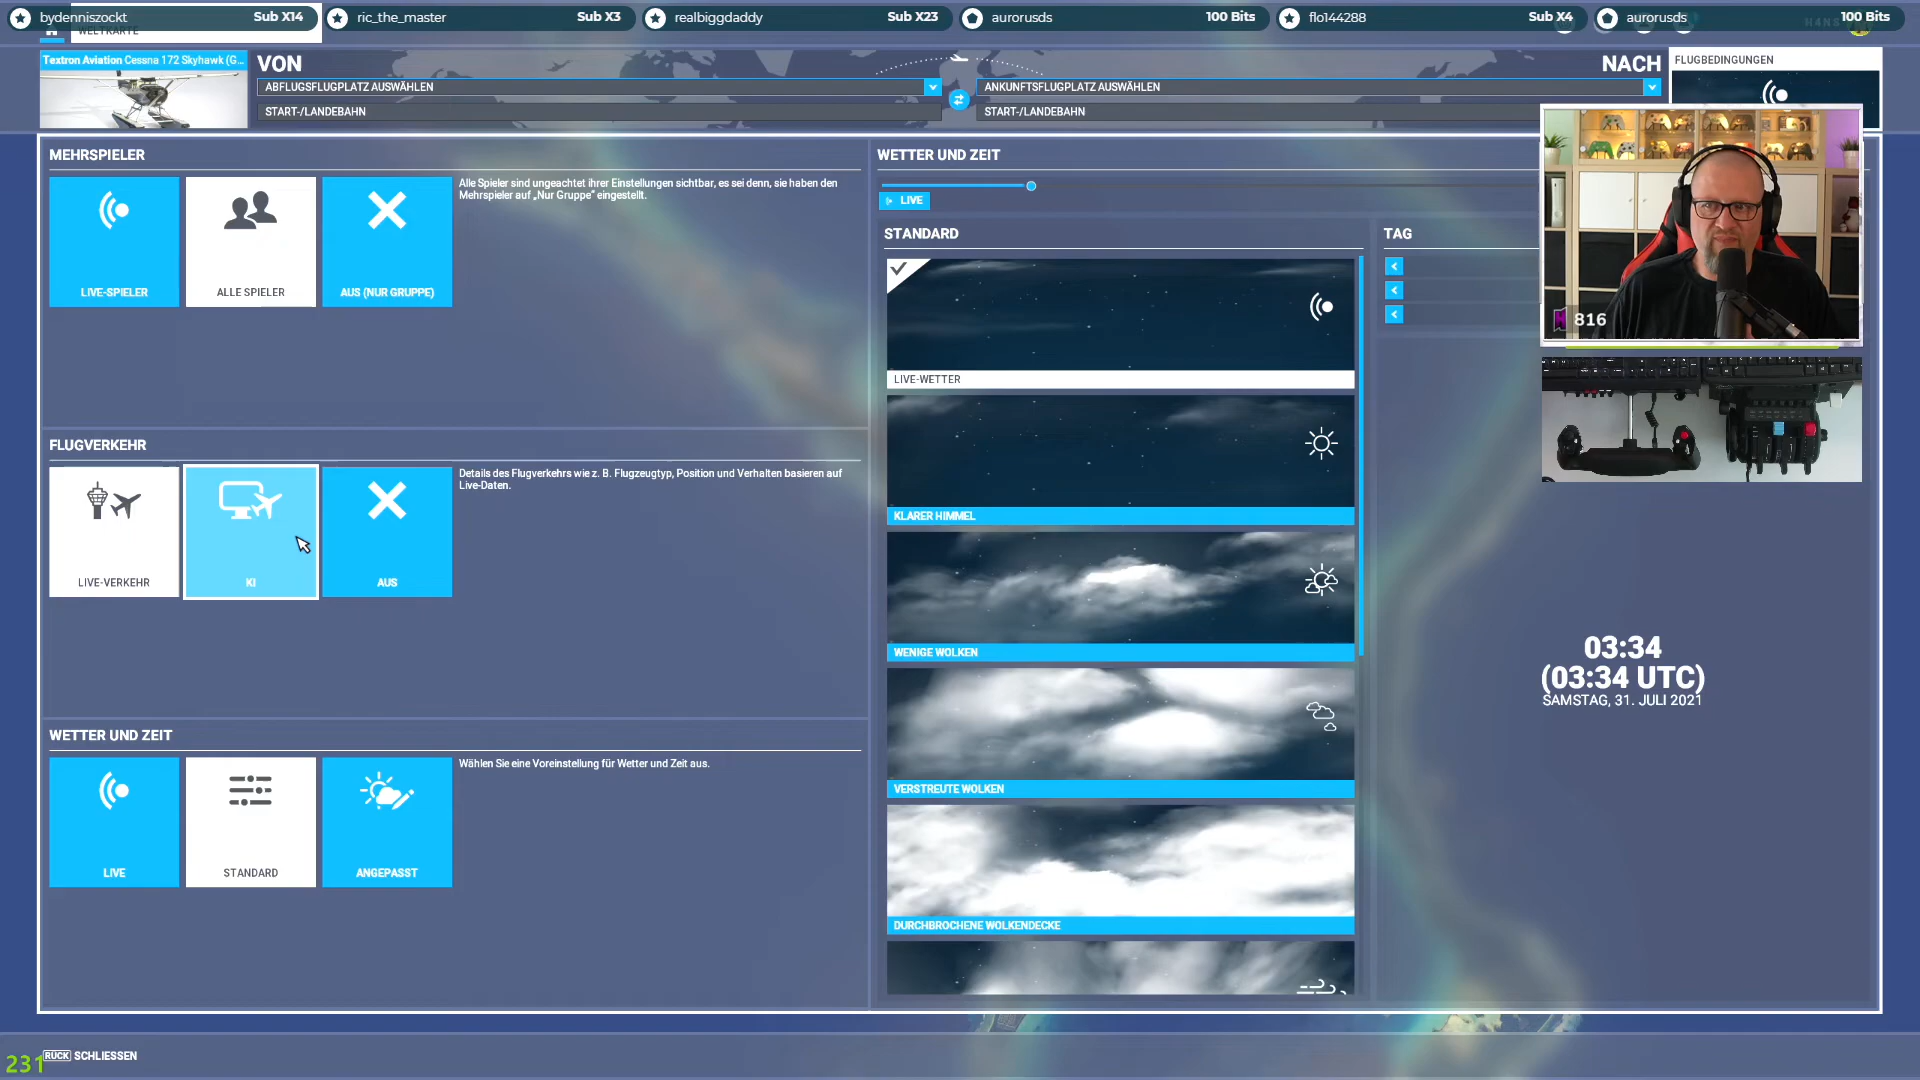 bydenniszockt Sub X14
ric_the_master Sub X3
realbiggdaddy Sub X23
aurorusds 100 Bits
flo144288 Sub X4
aurorusds 100 Bits
WELTKARTE
Textron Aviation Cessna 172 Skyhawk (G...
VON
ABFLUGSFLUGPLATZ AUSWÄHLEN
START-/LANDEBAHN
NACH
ANKUNFTSFLUGPLATZ AUSWÄHLEN
START-/LANDEBAHN
FLUGBEDINGUNGEN
MEHRSPIELER
LIVE-SPIELER
ALLE SPIELER
AUS (NUR GRUPPE)
Alle Spieler sind ungeachtet ihrer Einstellungen sichtbar, es sei denn, sie haben den
Mehrspieler auf „Nur Gruppe“ eingestellt.
FLUGVERKEHR
LIVE-VERKEHR
KI
AUS
Details des Flugverkehrs wie z. B. Flugzeugtyp, Position und Verhalten basieren auf
Live-Daten.
WETTER UND ZEIT
LIVE
STANDARD
ANGEPASST
Wählen Sie eine Voreinstellung für Wetter und Zeit aus.
WETTER UND ZEIT
LIVE
STANDARD
LIVE-WETTER
KLARER HIMMEL
WENIGE WOLKEN
VERSTREUTE WOLKEN
DURCHBROCHENE WOLKENDECKE
TAG
816
03:34
(03:34 UTC)
SAMSTAG, 31. JULI 2021
231
RÜCK SCHLIESSEN